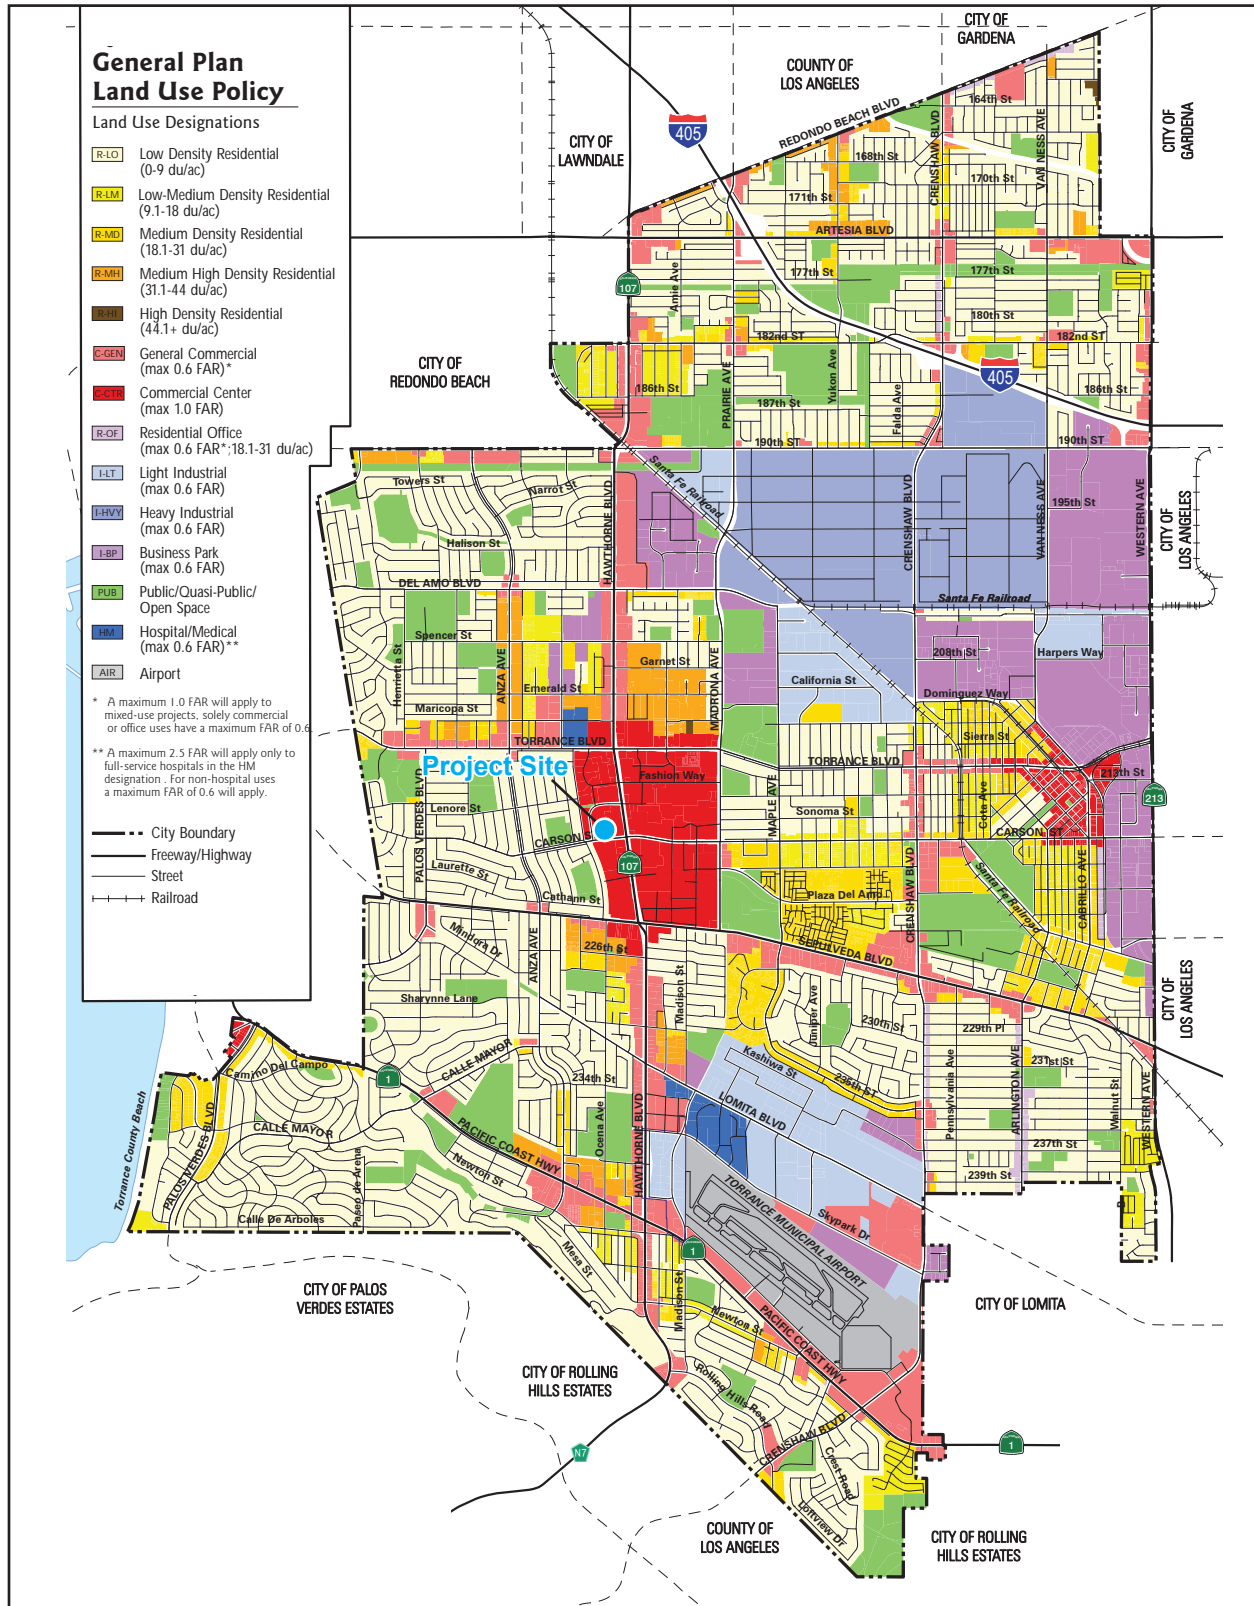 General Plan
Land Use Policy
Land Use Designations
R-LO Low Density Residential
(0-9 du/ac)
R-LM Low-Medium Density Residential
(9.1-18 du/ac)
R-MD Medium Density Residential
(18.1-31 du/ac)
R-MH Medium High Density Residential
(31.1-44 du/ac)
R-HI High Density Residential
(44.1+ du/ac)
C-GEN General Commercial
(max 0.6 FAR)*
C-CTR Commercial Center
(max 1.0 FAR)
R-OF Residential Office
(max 0.6 FAR*;18.1-31 du/ac)
I-LT Light Industrial
(max 0.6 FAR)
I-HVY Heavy Industrial
(max 0.6 FAR)
I-BP Business Park
(max 0.6 FAR)
PUB Public/Quasi-Public/
Open Space
HM Hospital/Medical
(max 0.6 FAR)**
AIR Airport
* A maximum 1.0 FAR will apply to
mixed-use projects, solely commercial
or office uses have a maximum FAR of 0.6.
** A maximum 2.5 FAR will apply only to
full-service hospitals in the HM
designation . For non-hospital uses
a maximum FAR of 0.6 will apply.
City Boundary
Freeway/Highway
Street
Railroad
CITY OF
GARDENA
COUNTY OF
LOS ANGELES
CITY OF
LAWNDALE
CITY OF
GARDENA
405
REDONDO BEACH BLVD
164th St
CRENSHAW BLVD
VAN NESS AVE
168th St
170th St
171st St
ARTESIA BLVD
177th St
177th St
107
Amie Ave
180th St
182nd ST
182nd ST
CITY OF
REDONDO BEACH
405
186th St
186th St
PRAIRIE AVE
Yukon Ave
187th St
Falda Ave
190th ST
190th ST
Towers St
Narrot St
Santa Fe Railroad
HAWTHORNE BLVD
CRENSHAW BLVD
VAN NESS AVE
195th St
WESTERN AVE
CITY OF
LOS ANGELES
Halison St
DEL AMO BLVD
Santa Fe Railroad
Spencer St
Henrietta St
ANZA AVE
Garnet St
MADRONA AVE
208th St
Harpers Way
California St
Emerald St
Dominguez Way
Maricopa St
Sierra St
TORRANCE BLVD
TORRANCE BLVD
Project Site
Fashion Way
213th St
213
PALOS VERDES BLVD
MAPLE AVE
Cota Ave
Lenore St
Sonoma St
CARSON S
CARSON ST
107
Laurette St
Santa Fe Railroad
CABRILLO AVE
CRENSHAW BLVD
Cathann St
Plaza Del Amo
Mindora Dr
ANZA AVE
226th St
SEPULVEDA BLVD
Madison St
Sharynne Lane
Juniper Ave
230th St
229th Pl
CITY OF
LOS ANGELES
CALLE MAYOR
Kashiwa St
231st St
Camino Del Campo
1
234th St
235th ST
Pennsylvania Ave
ARLINGTON AVE
Walnut St
WESTERN AVE
LOMITA BLVD
Torrance County Beach
PALOS VERDES BLVD
CALLE MAYOR
PACIFIC COAST HWY
Ocena Ave
HAWTHORNE BLVD
237th St
Paseo de Arena
Newton St
239th St
Calle De Arboles
TORRANCE MUNICIPAL AIRPORT
Skypark Dr
1
Mesa St
CITY OF PALOS
VERDES ESTATES
Madison St
CITY OF LOMITA
Newton St
PACIFIC COAST HWY
CITY OF ROLLING
HILLS ESTATES
Rolling Hills Road
CRENSHAW BLVD
1
N7
Crest Road
Loftyview Dr
COUNTY OF
LOS ANGELES
CITY OF ROLLING
HILLS ESTATES